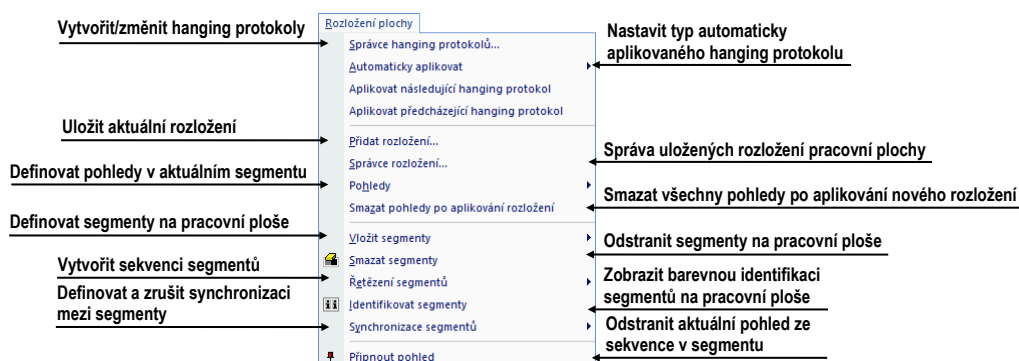 Rozložení plochy
Vytvořit/změnit hanging protokoly
Správce hanging protokolů...
Nastavit typ automaticky
aplikovaného hanging protokolu
Automaticky aplikovat
Aplikovat následující hanging protokol
Aplikovat předcházející hanging protokol
Uložit aktuální rozložení
Přidat rozložení...
Správce rozložení...
Správa uložených rozložení pracovní plochy
Definovat pohledy v aktuálním segmentu
Pohledy
Smazat pohledy po aplikování rozložení
Smazat všechny pohledy po aplikování nového rozložení
Definovat segmenty na pracovní ploše
Vložit segmenty
Smazat segmenty
Odstranit segmenty na pracovní ploše
Vytvořit sekvenci segmentů
Řetězení segmentů
Zobrazit barevnou identifikaci
segmentů na pracovní ploše
Identifikovat segmenty
Definovat a zrušit synchronizaci
mezi segmenty
Synchronizace segmentů
Odstranit aktuální pohled ze
sekvence v segmentu
Připnout pohled